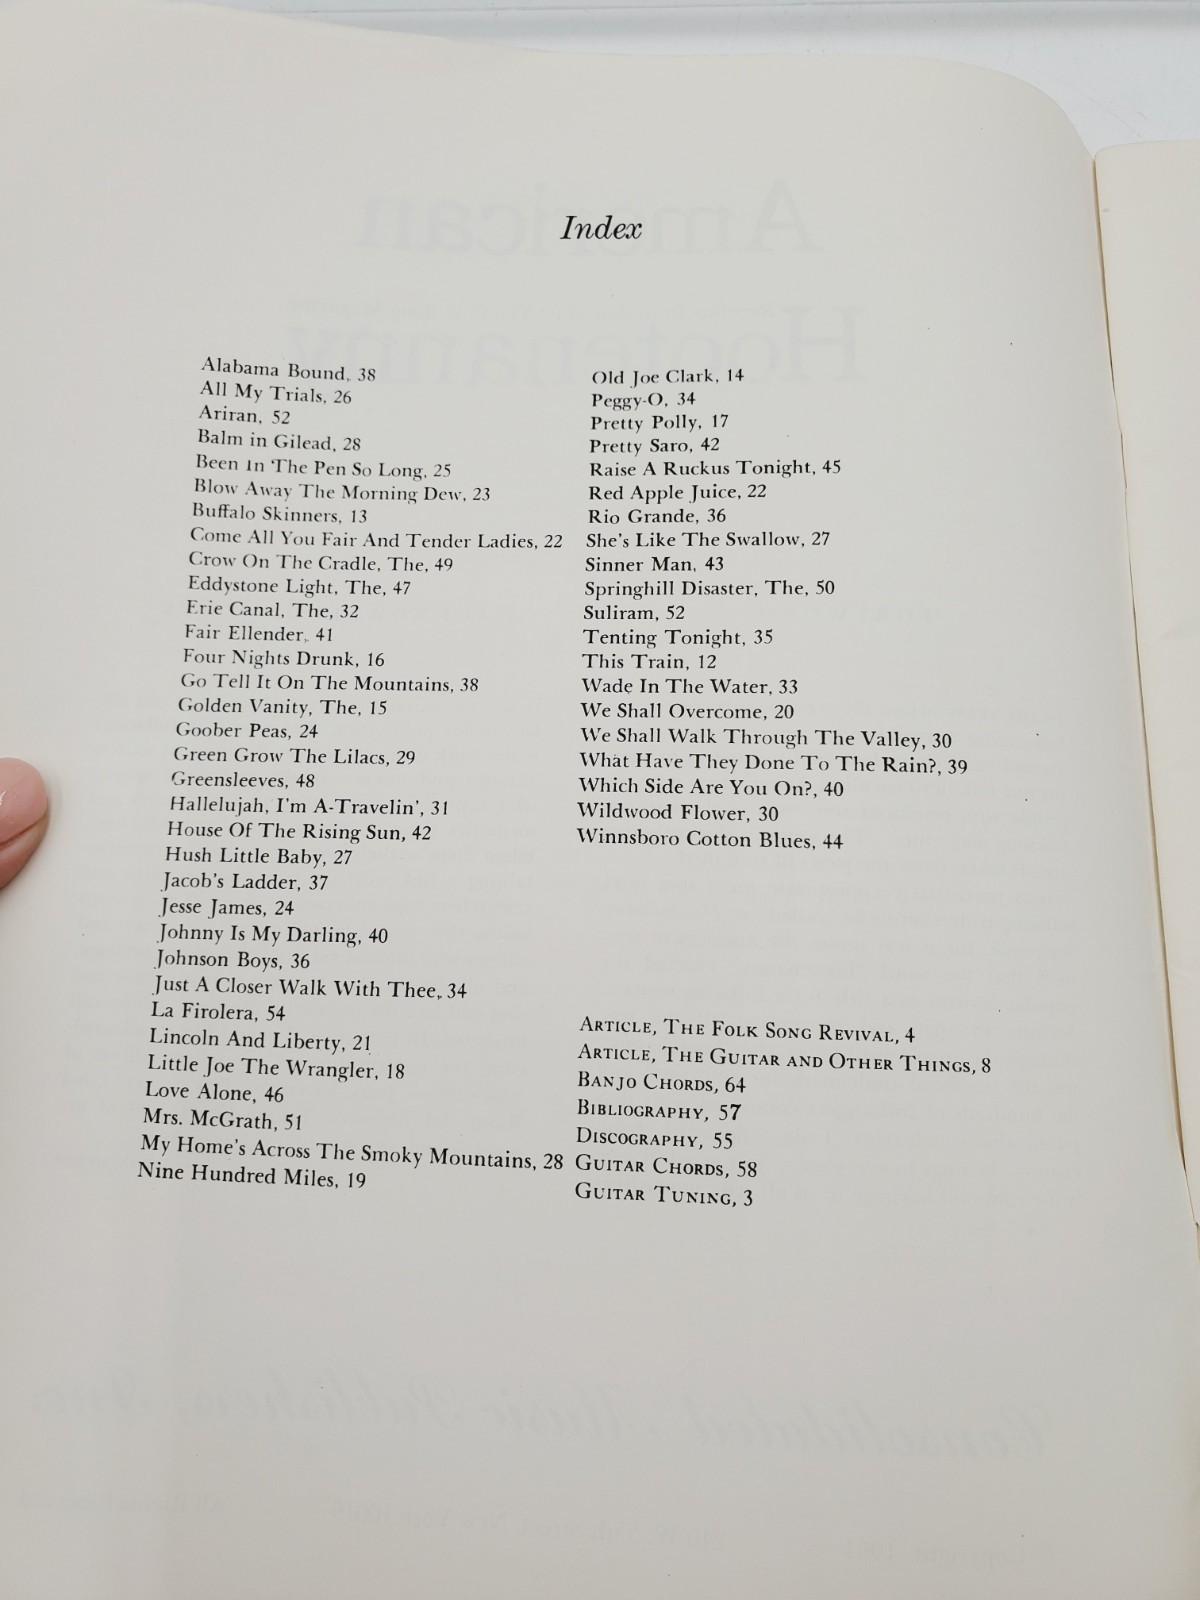 Index
Alabama Bound, 38
All My Trials, 26
Ariran, 52
Balm in Gilead, 28
Been In The Pen So Long, 25
Blow Away The Morning Dew, 23
Buffalo Skinners, 13
Come All You Fair And Tender Ladies, 22
Crow On The Cradle, The, 49
Eddystone Light, The, 47
Erie Canal, The, 32
Fair Ellender, 41
Four Nights Drunk, 16
Go Tell It On The Mountains, 38
Golden Vanity, The, 15
Goober Peas, 24
Green Grow The Lilacs, 29
Greensleeves, 48
Hallelujah, I'm A-Travelin', 31
House Of The Rising Sun, 42
Hush Little Baby, 27
Jacob's Ladder, 37
Jesse James, 24
Johnny Is My Darling, 40
Johnson Boys, 36
Just A Closer Walk With Thee, 34
La Firolera, 54
Lincoln And Liberty, 21
Little Joe The Wrangler, 18
Love Alone, 46
Mrs. McGrath, 51
My Home's Across The Smoky Mountains, 28
Nine Hundred Miles, 19
Old Joe Clark, 14
Peggy-O, 34
Pretty Polly, 17
Pretty Saro, 42
Raise A Ruckus Tonight, 45
Red Apple Juice, 22
Rio Grande, 36
She's Like The Swallow, 27
Sinner Man, 43
Springhill Disaster, The, 50
Suliram, 52
Tenting Tonight, 35
This Train, 12
Wade In The Water, 33
We Shall Overcome, 20
We Shall Walk Through The Valley, 30
What Have They Done To The Rain?, 39
Which Side Are You On?, 40
Wildwood Flower, 30
Winnsboro Cotton Blues, 44
ARTICLE, THE FOLK SONG REVIVAL, 4
ARTICLE, THE GUITAR AND OTHER THINGS, 8
BANJO CHORDS, 64
BIBLIOGRAPHY, 57
DISCOGRAPHY, 55
GUITAR CHORDS, 58
GUITAR TUNING, 3